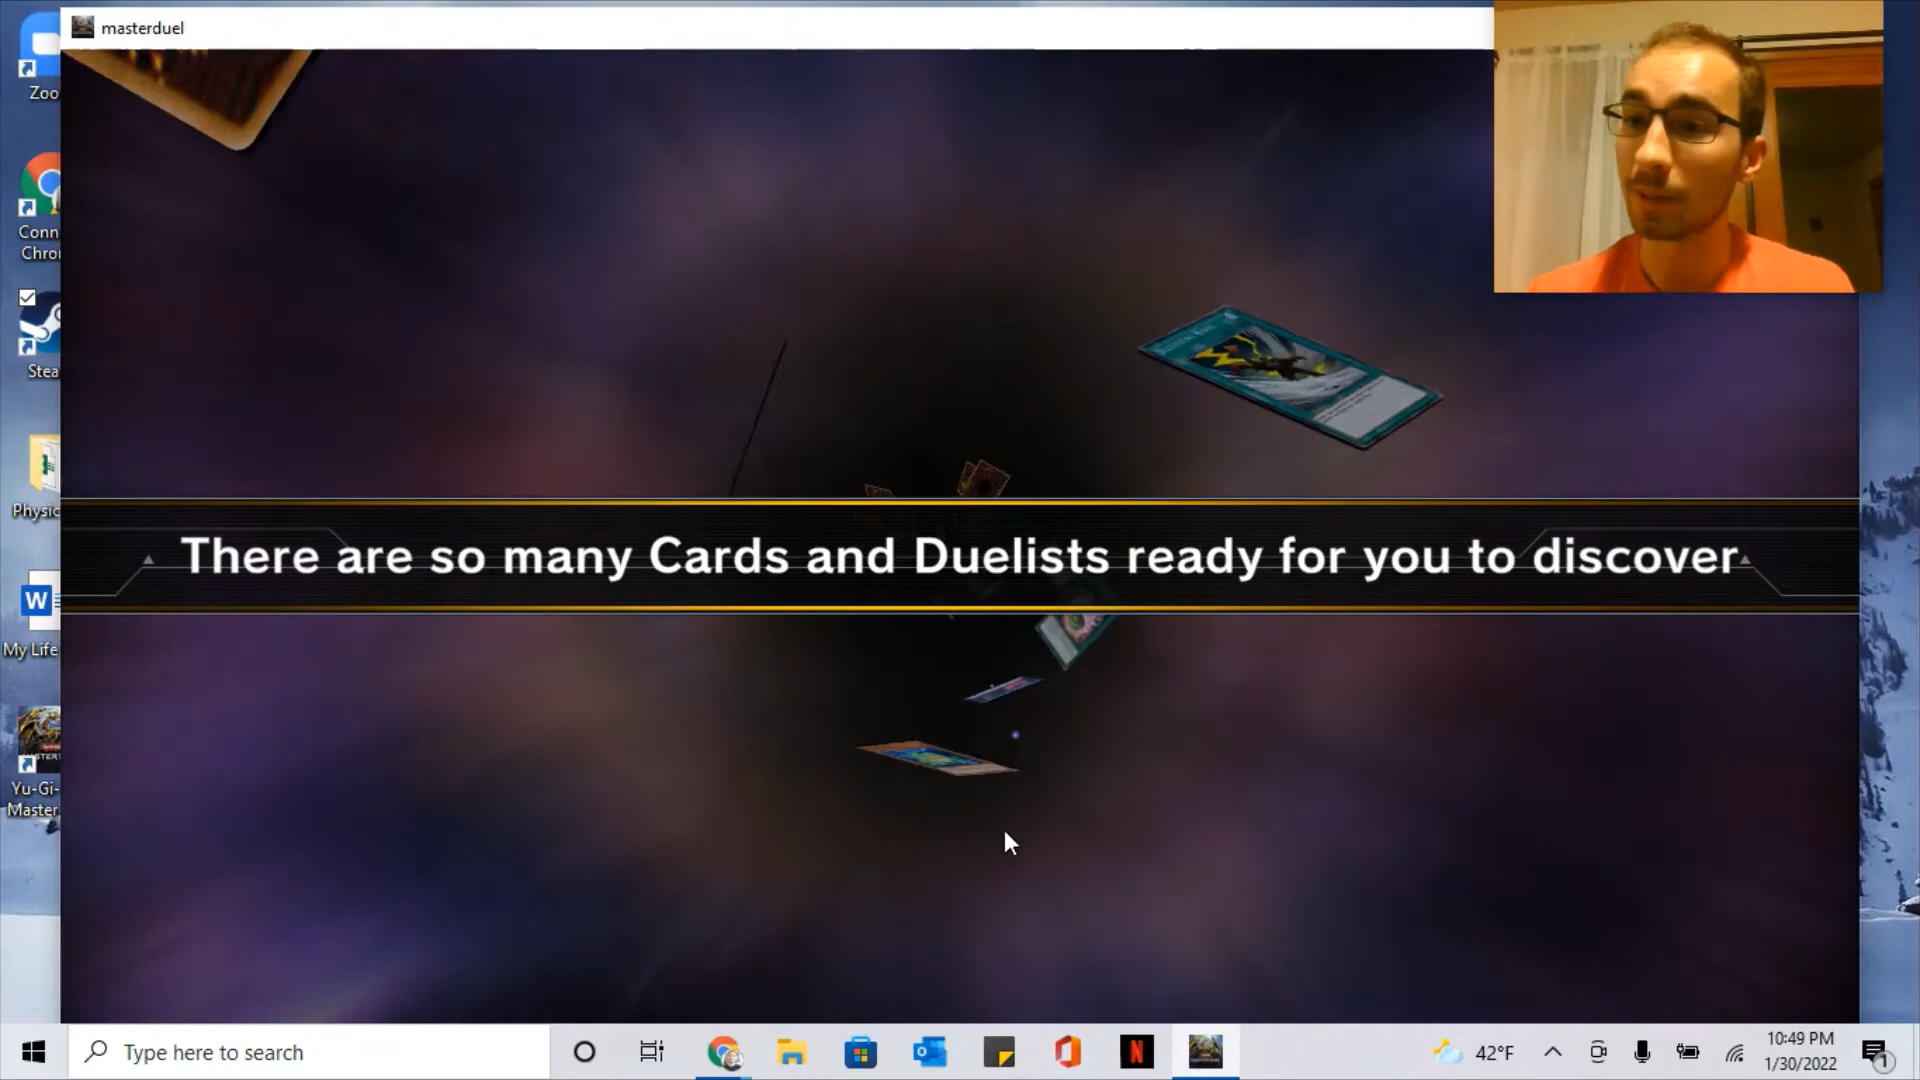 masterduel
Zoo
Conn
Chro
Stea
Physic
W
My Life
Yu-Gi-
Master
There are so many Cards and Duelists ready for you to discover
Type here to search
N
42°F
10:49 PM
1/30/2022
1